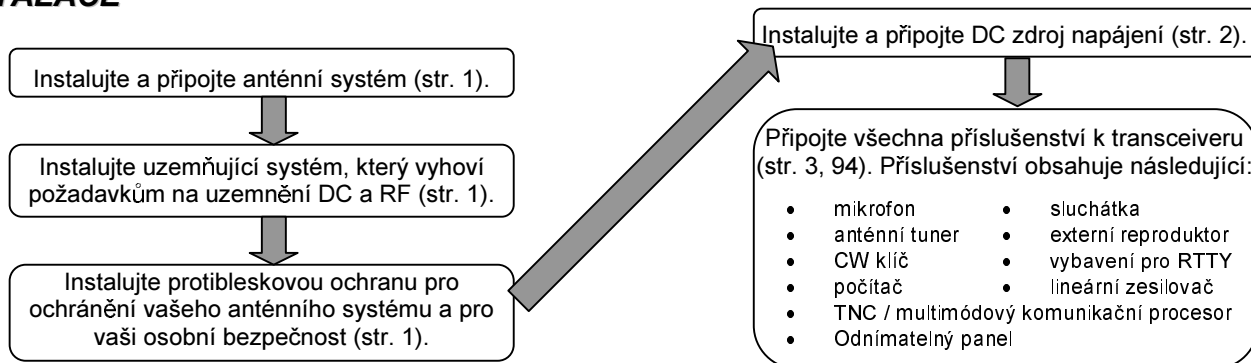 Instalujte a připojte anténní systém (str. 1).
Instalujte uzemňující systém, který vyhoví
požadavkům na uzemnění DC a RF (str. 1).
Instalujte protibleskovou ochranu pro
ochránění vašeho anténního systému a pro
vaši osobní bezpečnost (str. 1).
Instalujte a připojte DC zdroj napájení (str. 2).
Připojte všechna příslušenství k transceiveru
(str. 3, 94). Příslušenství obsahuje následující:
• mikrofon • sluchátka
• anténní tuner • externí reproduktor
• CW klíč • vybavení pro RTTY
• počítač • lineární zesilovač
• TNC / multimódový komunikační procesor
• Odnímatelný panel